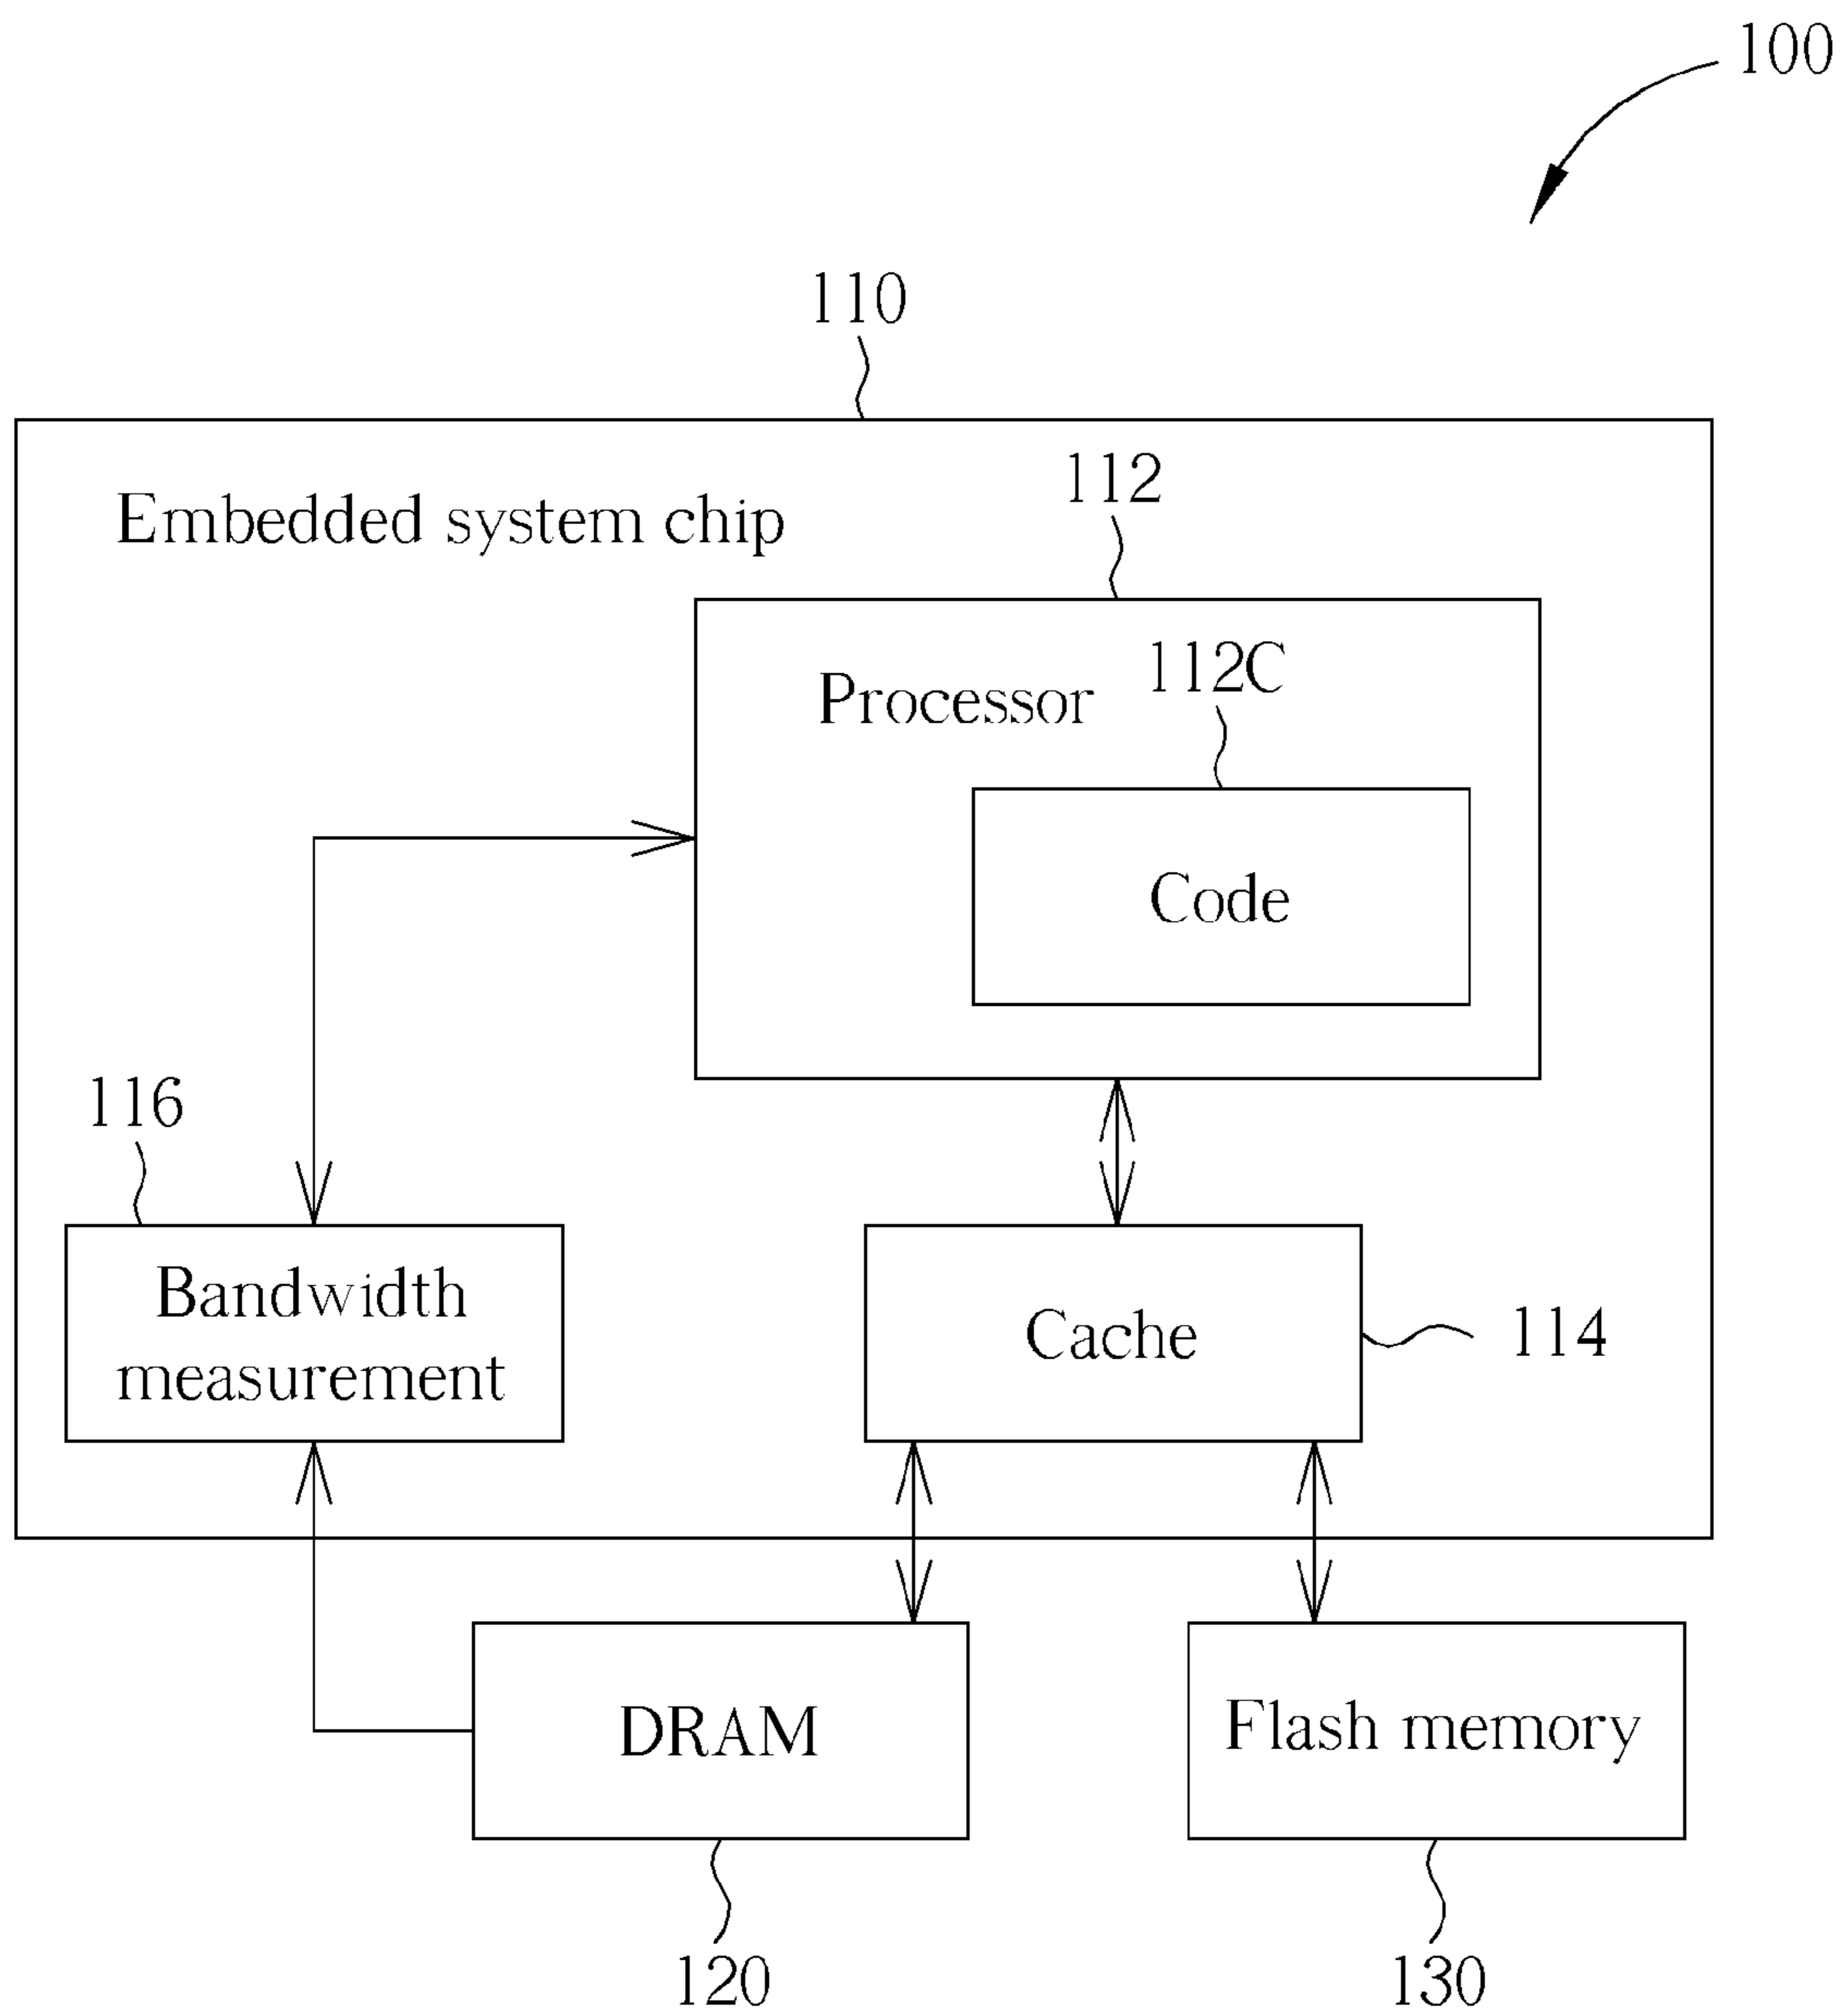 100
110
Embedded system chip
112
Processor
112C
Code
116
Bandwidth
measurement
Cache
114
DRAM
Flash memory
120
130